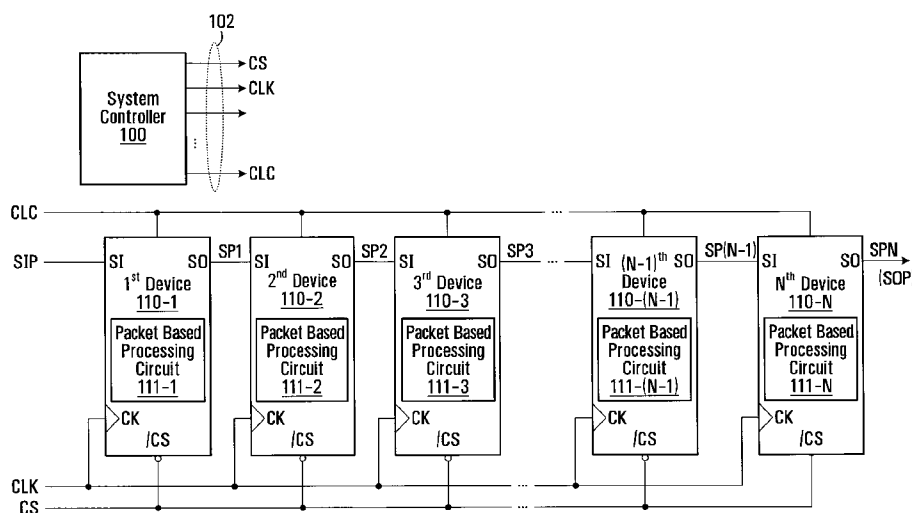 102
System
Controller
100
CS
CLK
...
CLC
CLC
...
SIP
SI SO
1st Device
110-1
Packet Based
Processing
Circuit
111-1
CK
/CS
SP1
SI SO
2nd Device
110-2
Packet Based
Processing
Circuit
111-2
CK
/CS
SP2
SI SO
3rd Device
110-3
Packet Based
Processing
Circuit
111-3
CK
/CS
SP3
...
SI (N-1)th SO
Device
110-(N-1)
Packet Based
Processing
Circuit
111-(N-1)
CK
/CS
SP(N-1)
SI SO
Nth Device
110-N
Packet Based
Processing
Circuit
111-N
CK
/CS
SPN
(SOP
CLK
...
CS
...